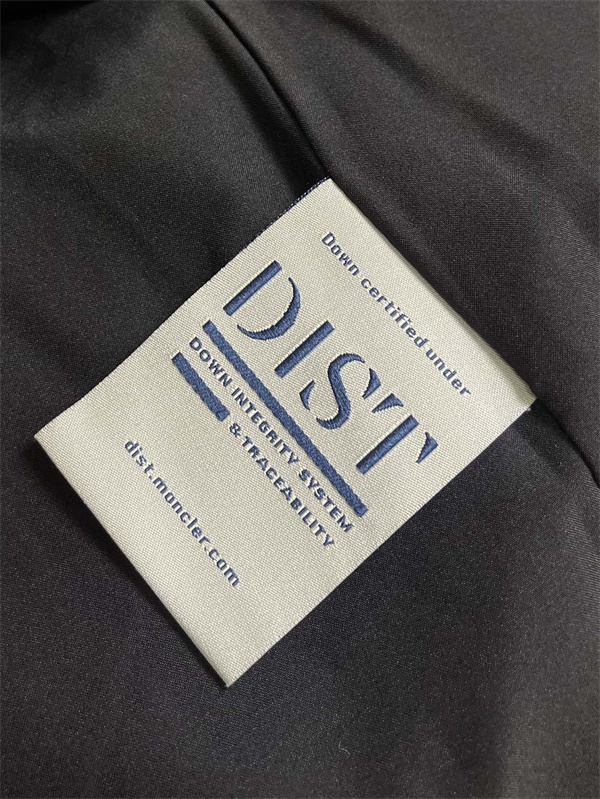 Down certified under
DIST
DOWN INTEGRITY SYSTEM
& TRACEABILITY
dist.moncler.com